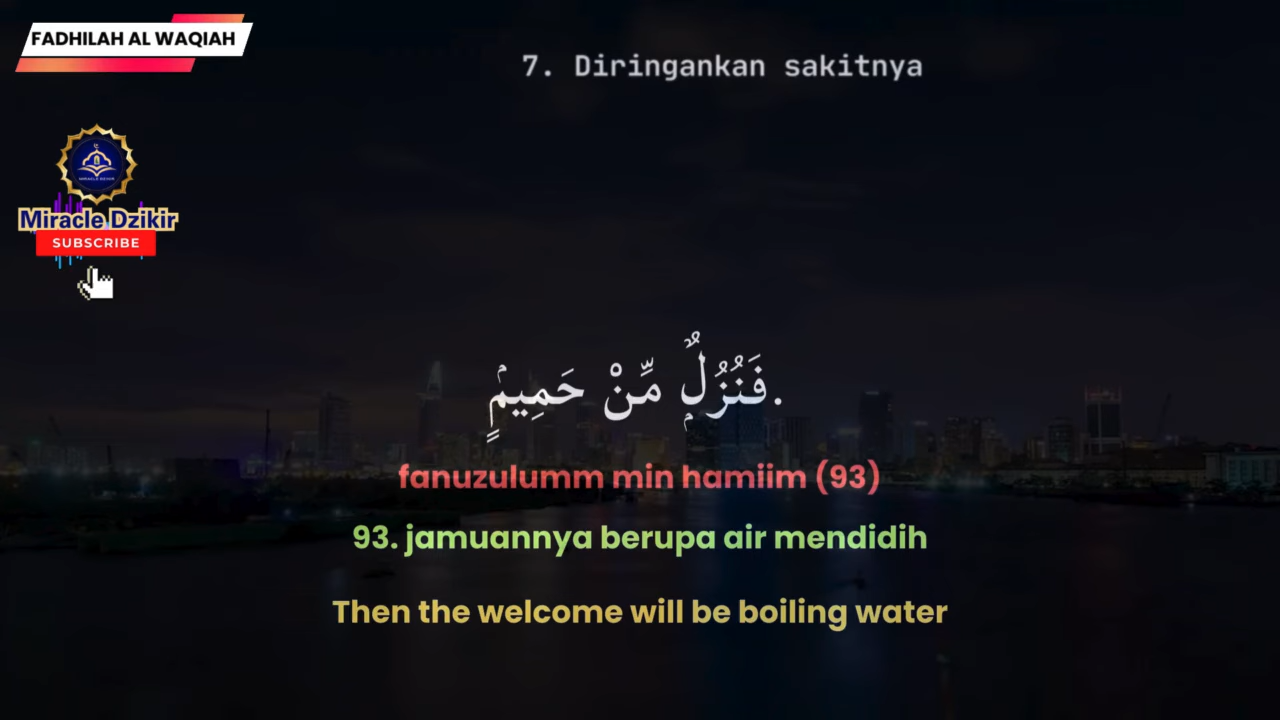 FADHILAH AL WAQIAH
7. Diringankan sakitnya
Miracle Dzikir
SUBSCRIBE
فَنُزُلٌۭ مِّنْ حَمِيمٍۢ.
fanuzulumm min hamiim (93)
93. jamuannya berupa air mendidih
Then the welcome will be boiling water